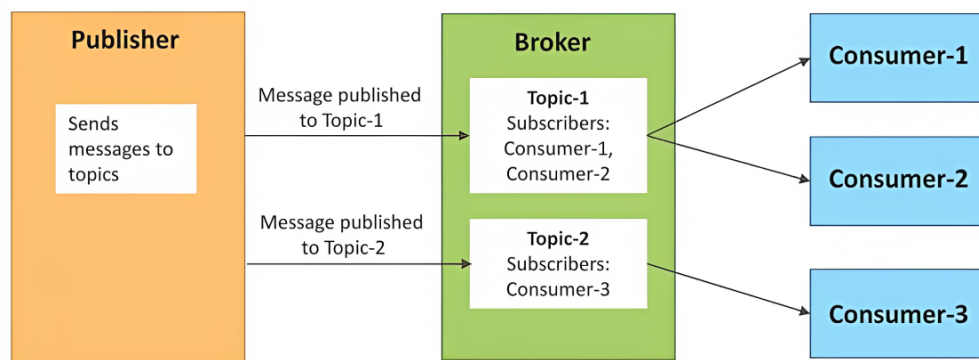 Publisher
Sends
messages to
topics
Message published
to Topic-1
Message published
to Topic-2
Broker
Topic-1
Subscribers:
Consumer-1,
Consumer-2
Topic-2
Subscribers:
Consumer-3
Consumer-1
Consumer-2
Consumer-3